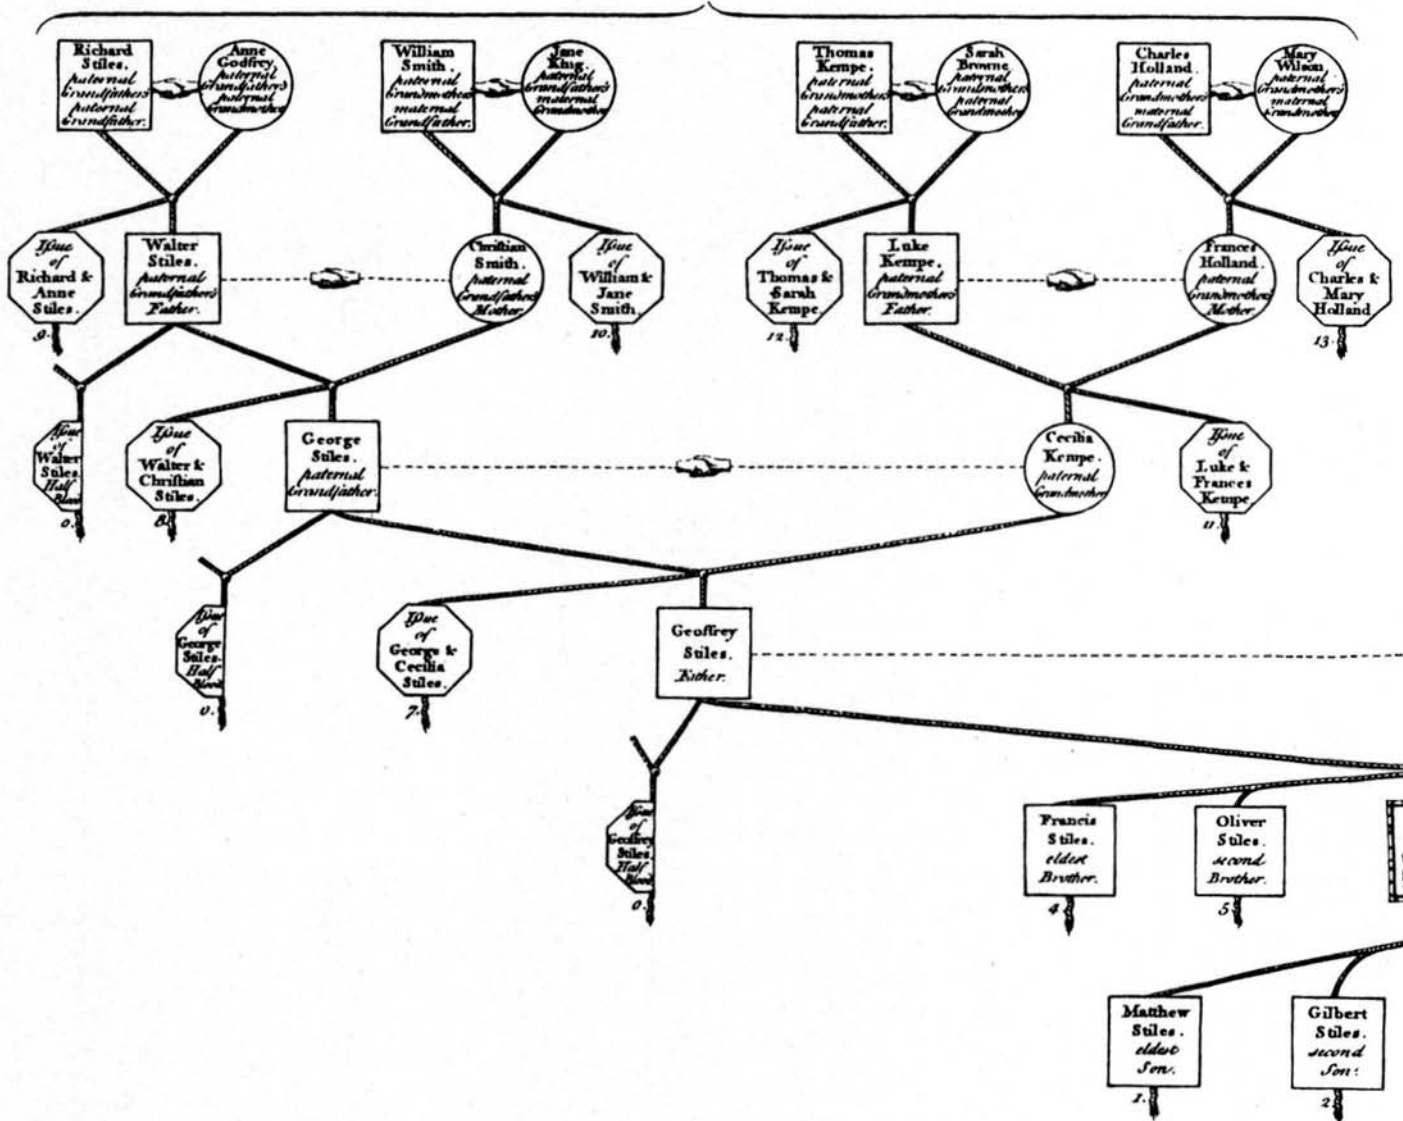 Richard
Stiles.
paternal
Grandfather's
paternal
Grandfather.
Anne
Godfrey.
paternal
Grandfather's
paternal
Grandmother
William
Smith.
paternal
Grandmothers
maternal
Grandfather.
Jane
King.
paternal
Grandfather's
maternal
Grandmother
Thomas
Kempe.
paternal
Grandmothers
paternal
Grandfather.
Sarah
Browne
paternal
Grandmothers
paternal
Grandmother.
Charles
Holland.
paternal
Grandmothers
maternal
Grandfather.
Mary
Wilson
paternal
Grandmothers
maternal
Grandmother
Iſsue
of
Richard &
Anne
Stiles.
9.
Walter
Stiles.
paternal
Grandfather's
Father.
Chriſtian
Smith.
paternal
Grandfathers
Mother.
Iſsue
of
William &
Jane
Smith.
10.
Iſsue
of
Thomas &
Sarah
Kempe.
12.
Luke
Kempe.
paternal
Grandmothers
Father.
Frances
Holland.
paternal
Grandmothers
Mother.
Iſsue
of
Charles &
Mary
Holland
13.
Iſsue
of
Walter
Stiles
Half
Blood
0.
Iſsue
of
Walter &
Chriſtian
Stiles.
8.
George
Stiles.
paternal
Grandfather.
Cecilia
Kempe.
paternal
Grandmother
Iſsue
of
Luke &
Frances
Kempe
11.
Iſsue
of
George
Stiles.
Half
Blood
0.
Iſsue
of
George &
Cecilia
Stiles.
7.
Geoffrey
Stiles.
Father.
Iſsue
of
Geoffrey
Stiles.
Half
Blood
0.
Francis
Stiles.
eldest
Brother.
4.
Oliver
Stiles.
second
Brother.
5.
Matthew
Stiles.
eldest
Son.
1.
Gilbert
Stiles.
second
Son.
2.